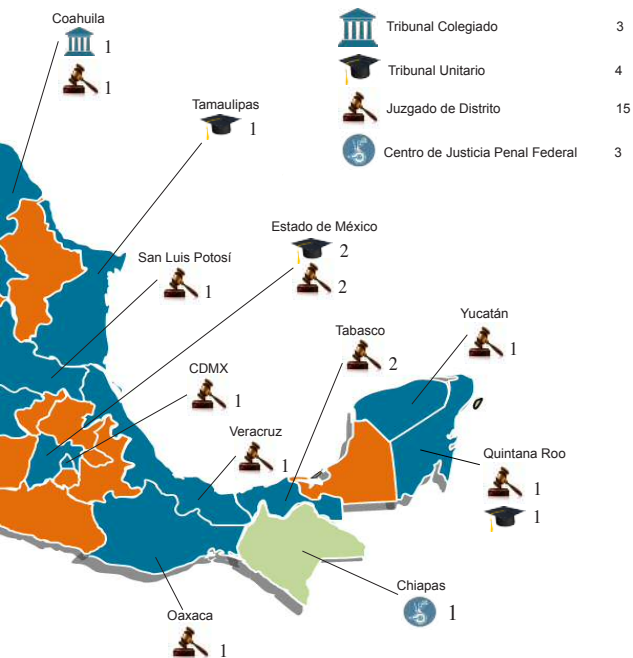 Coahuila
1
1
Tribunal Colegiado 3
Tribunal Unitario 4
Juzgado de Distrito 15
Centro de Justicia Penal Federal 3
Tamaulipas
1
Estado de México
2
2
San Luis Potosí
1
Yucatán
1
Tabasco
2
CDMX
1
Veracruz
1
Quintana Roo
1
1
Chiapas
1
Oaxaca
1